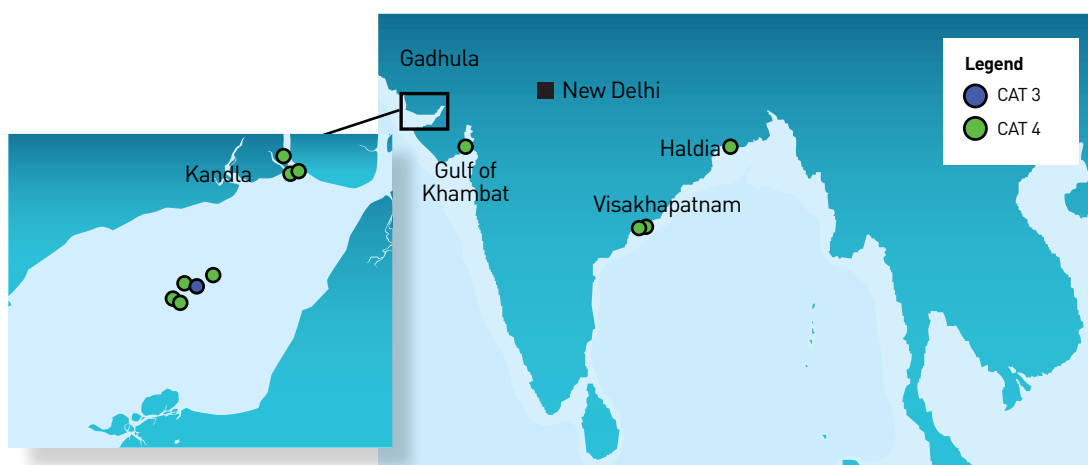 Gadhula
New Delhi
Legend
CAT 3
CAT 4
Kandla
Gulf of
Khambat
Haldia
Visakhapatnam